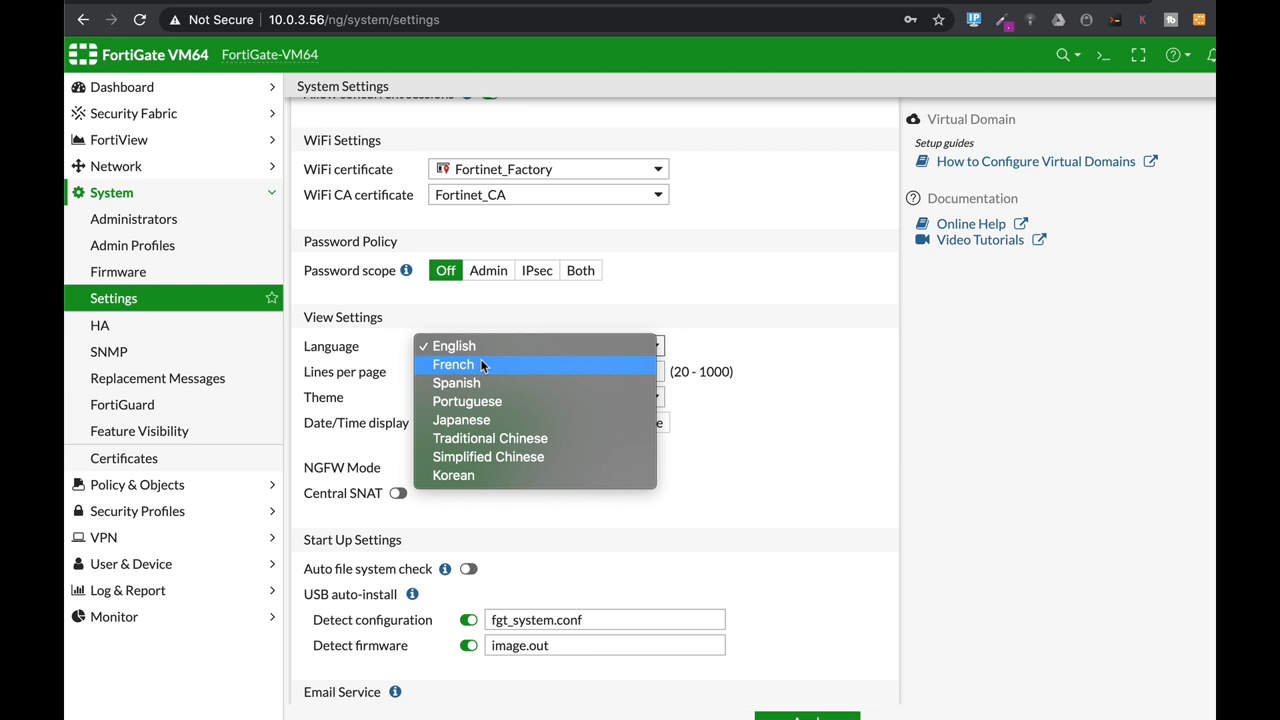 Not Secure | 10.0.3.56/ng/system/settings
FortiGate VM64 FortiGate-VM64
Dashboard
Security Fabric
FortiView
Network
System
Administrators
Admin Profiles
Firmware
Settings
HA
SNMP
Replacement Messages
FortiGuard
Feature Visibility
Certificates
Policy & Objects
Security Profiles
VPN
User & Device
Log & Report
Monitor
System Settings
WiFi Settings
WiFi certificate Fortinet_Factory
WiFi CA certificate Fortinet_CA
Password Policy
Password scope Off Admin IPsec Both
View Settings
Language
Lines per page (20 - 1000)
Theme
Date/Time display
✓ English
French
Spanish
Portuguese
Japanese
Traditional Chinese
Simplified Chinese
Korean
NGFW Mode
Central SNAT
Start Up Settings
Auto file system check
USB auto-install
Detect configuration fgt_system.conf
Detect firmware image.out
Email Service
Virtual Domain
Setup guides
How to Configure Virtual Domains
Documentation
Online Help
Video Tutorials